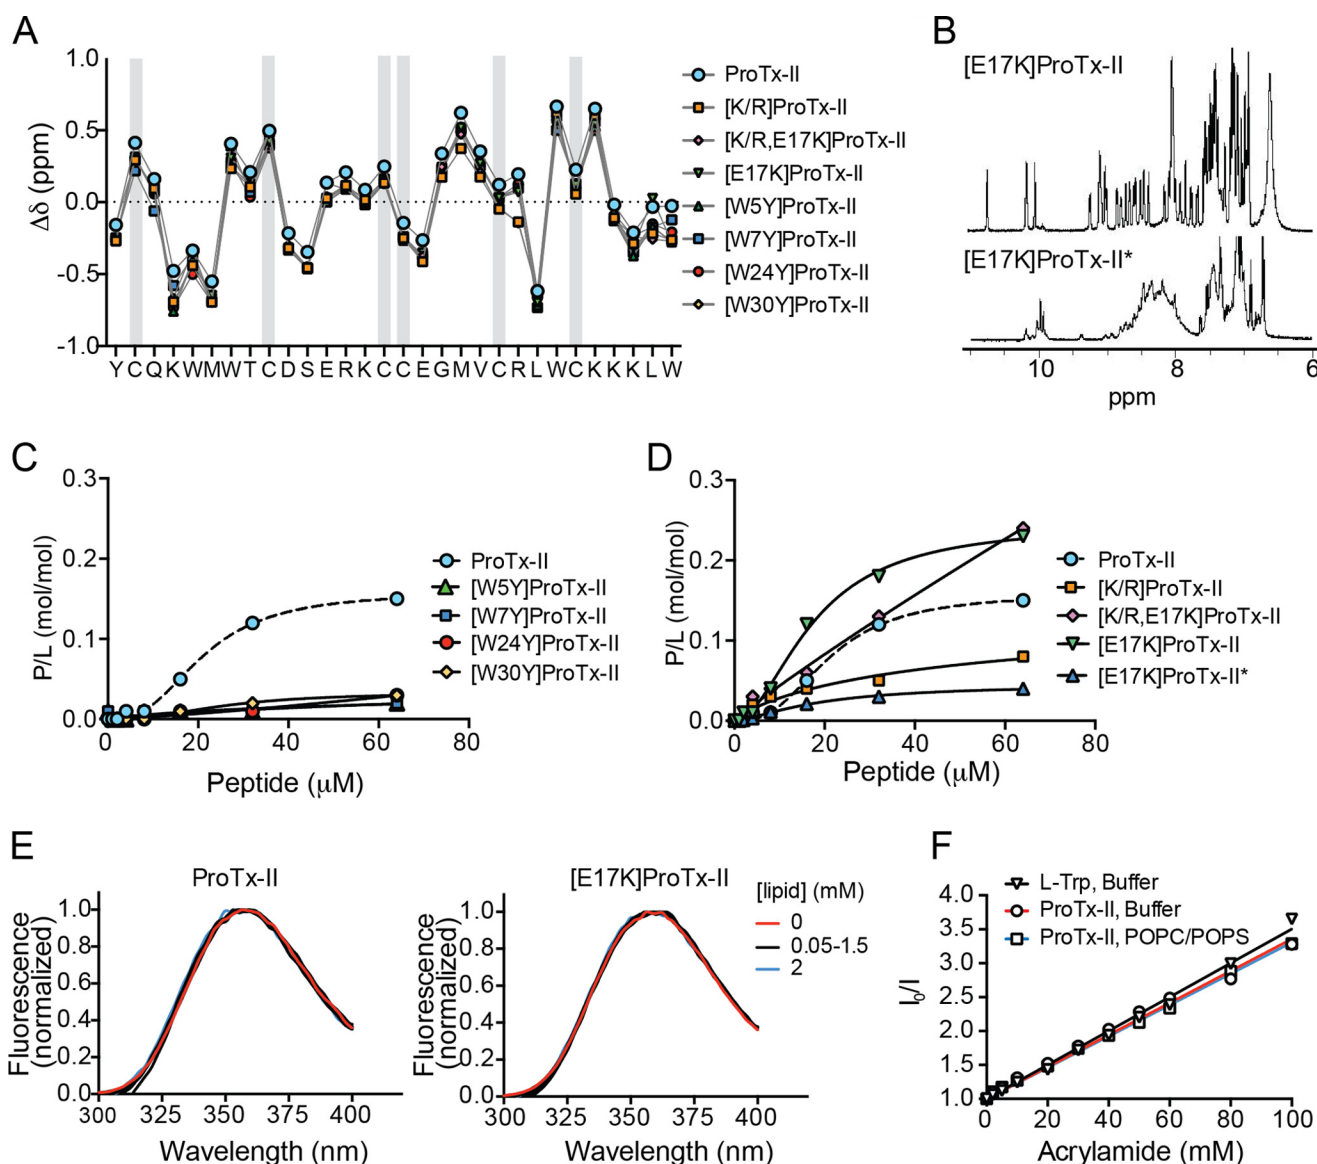 A
Δδ (ppm)
1.0
0.5
0.0
-0.5
-1.0
Y C Q K W M W T C D S E R K C C E G M V C R L W C K K K L W
ProTx-II
[K/R]ProTx-II
[K/R,E17K]ProTx-II
[E17K]ProTx-II
[W5Y]ProTx-II
[W7Y]ProTx-II
[W24Y]ProTx-II
[W30Y]ProTx-II
B
[E17K]ProTx-II
[E17K]ProTx-II*
10 8 6
ppm
C
P/L (mol/mol)
0.3
0.2
0.1
0.0
0 20 40 60 80
Peptide (μM)
ProTx-II
[W5Y]ProTx-II
[W7Y]ProTx-II
[W24Y]ProTx-II
[W30Y]ProTx-II
D
P/L (mol/mol)
0.3
0.2
0.1
0.0
0 20 40 60 80
Peptide (μM)
ProTx-II
[K/R]ProTx-II
[K/R,E17K]ProTx-II
[E17K]ProTx-II
[E17K]ProTx-II*
E
ProTx-II
Fluorescence
(normalized)
1.0
0.8
0.6
0.4
0.2
0.0
300 325 350 375 400
Wavelength (nm)
[E17K]ProTx-II
Fluorescence
(normalized)
1.0
0.8
0.6
0.4
0.2
0.0
300 325 350 375 400
Wavelength (nm)
[lipid] (mM)
0
0.05-1.5
2
F
I0/I
4.0
3.5
3.0
2.5
2.0
1.5
1.0
0 20 40 60 80 100
Acrylamide (mM)
L-Trp, Buffer
ProTx-II, Buffer
ProTx-II, POPC/POPS